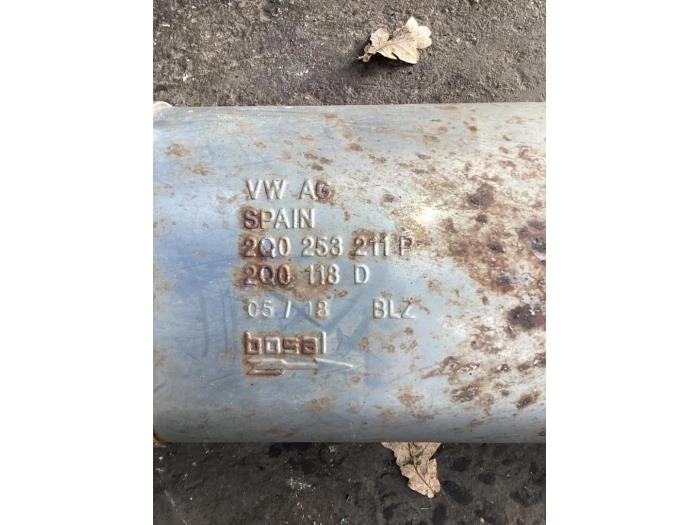 VW AG
SPAIN
2Q0 253 211 P
2Q0 118 D
05 / 18 BLZ
bosal